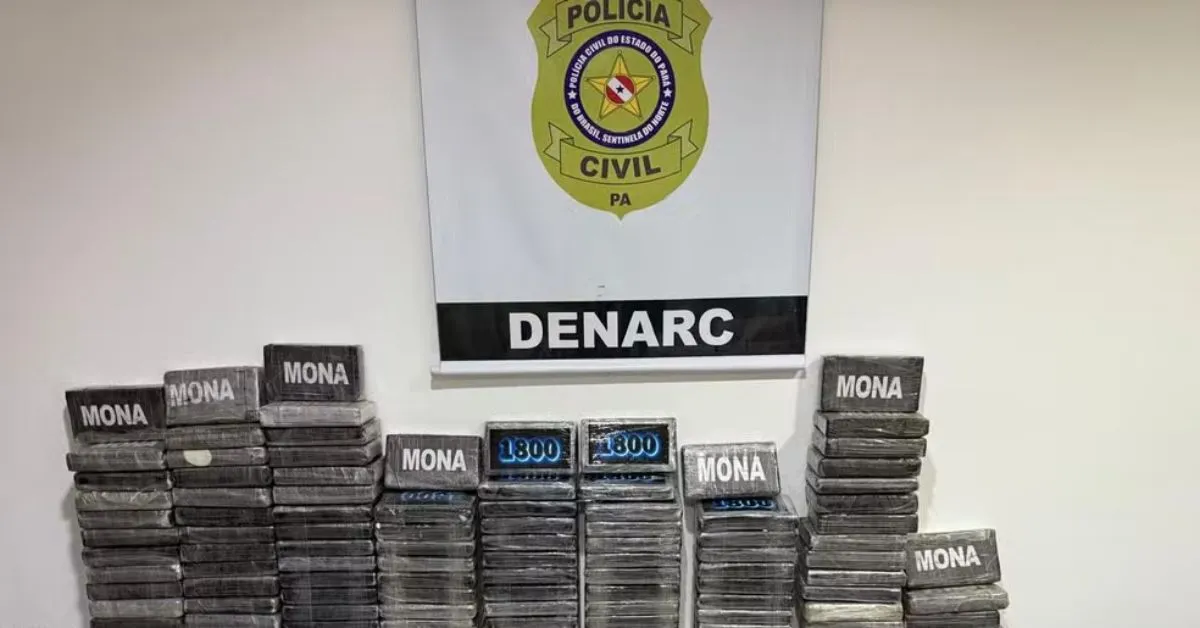 POLÍCIA
POLÍCIA CIVIL DO ESTADO DO PARÁ
DO BRASIL, SENTINELA DO NORTE
CIVIL
PA
DENARC
MONA
MONA
MONA
MONA
1800
1800
MONA
MONA
MONA
1800